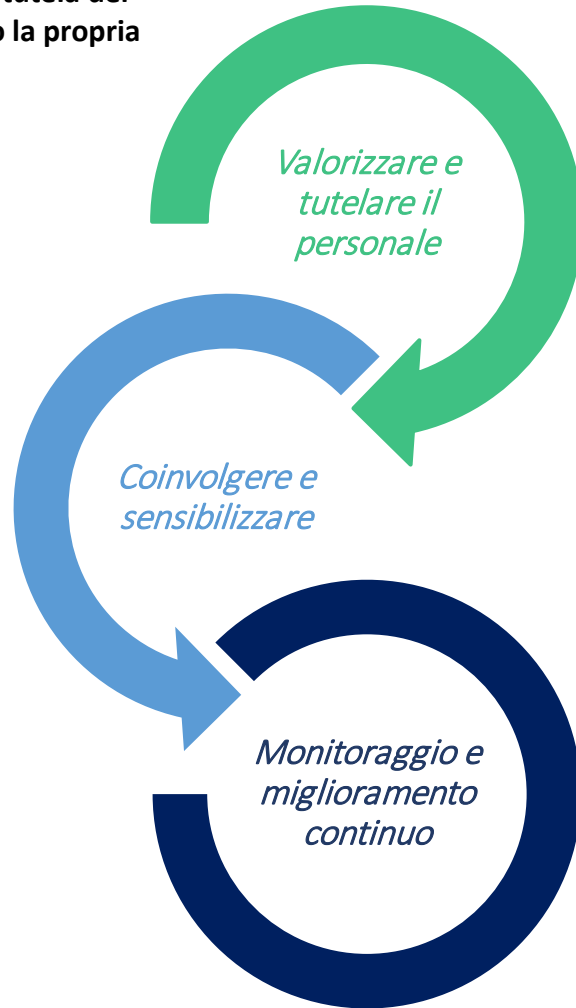 la propria
Valorizzare e
tutelare il
personale
Coinvolgere e
sensibilizzare
Monitoraggio e
miglioramento
continuo